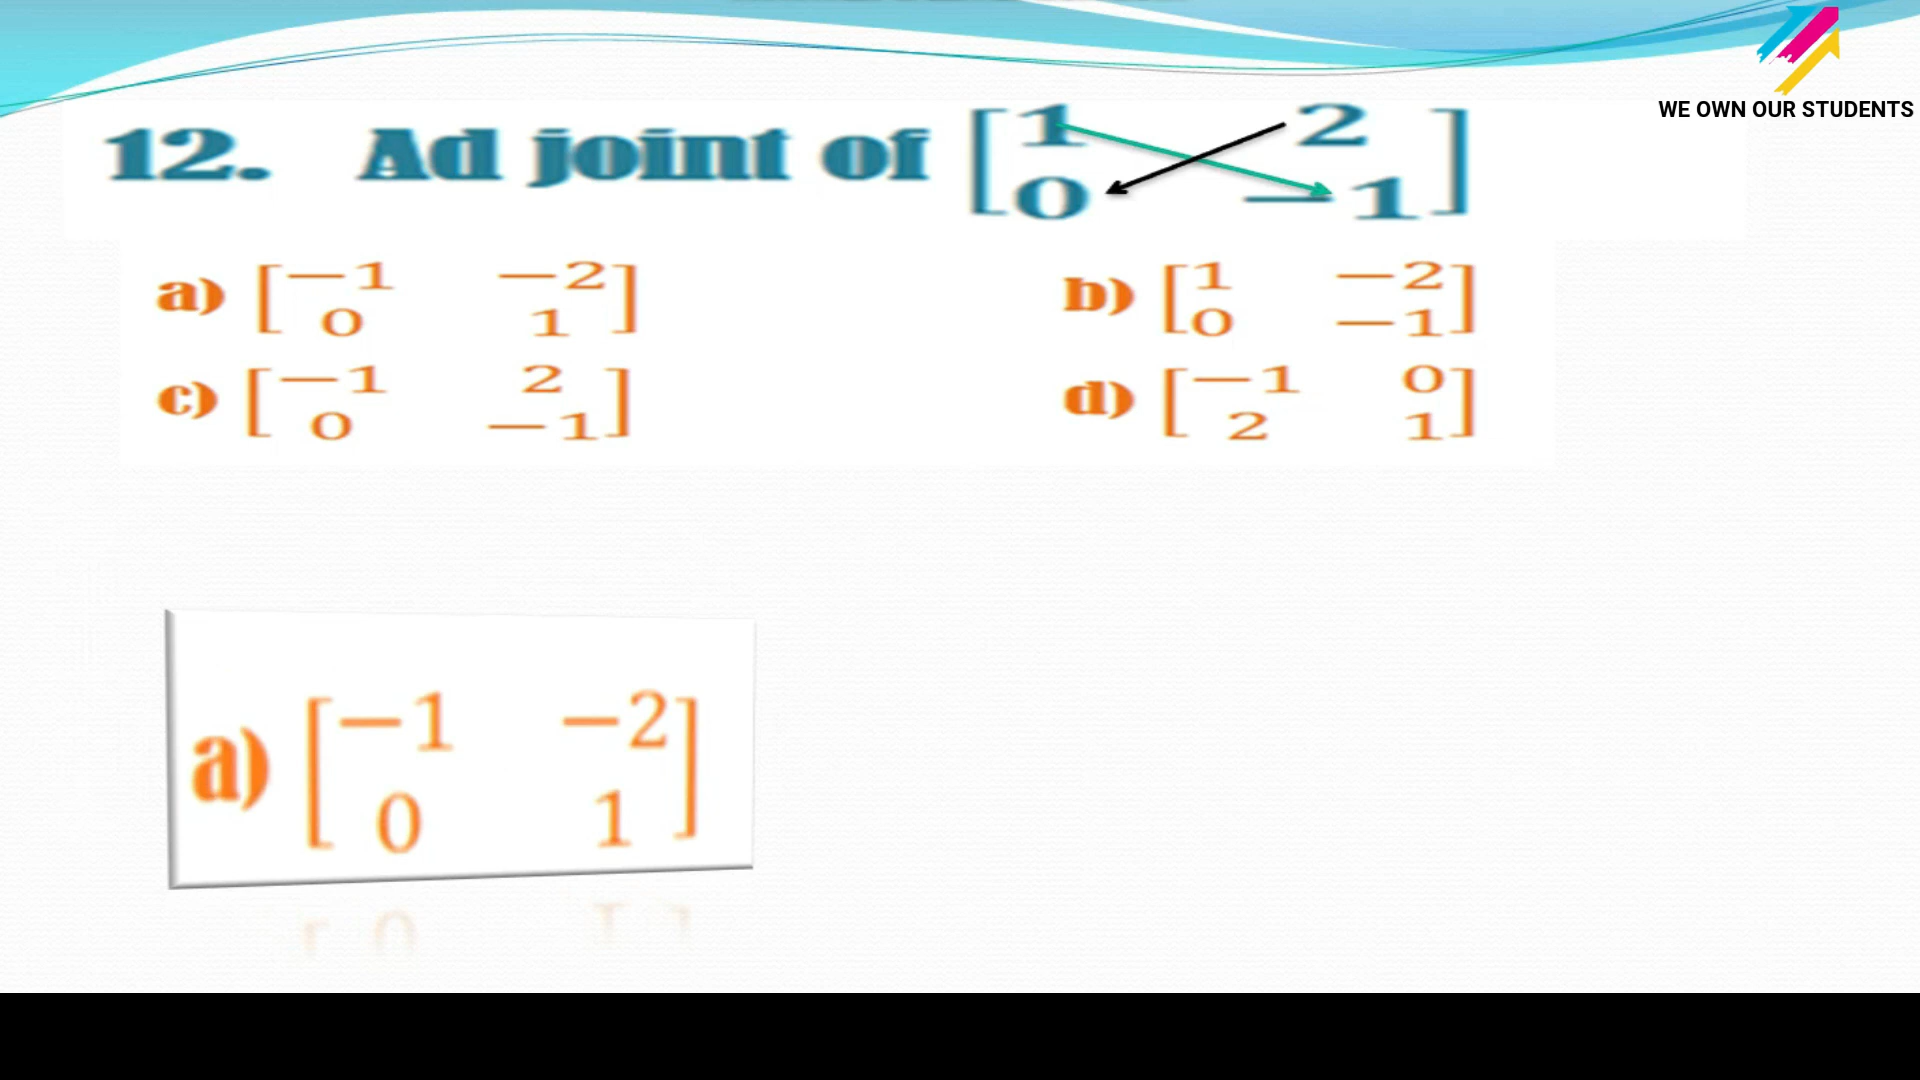 WE OWN OUR STUDENTS
12. Ad joint of [1 2
0 −1]
a) [−1 −2
0 1]
b) [1 −2
0 −1]
c) [−1 2
0 −1]
d) [−1 0
2 1]
a) [−1 −2
0 1]